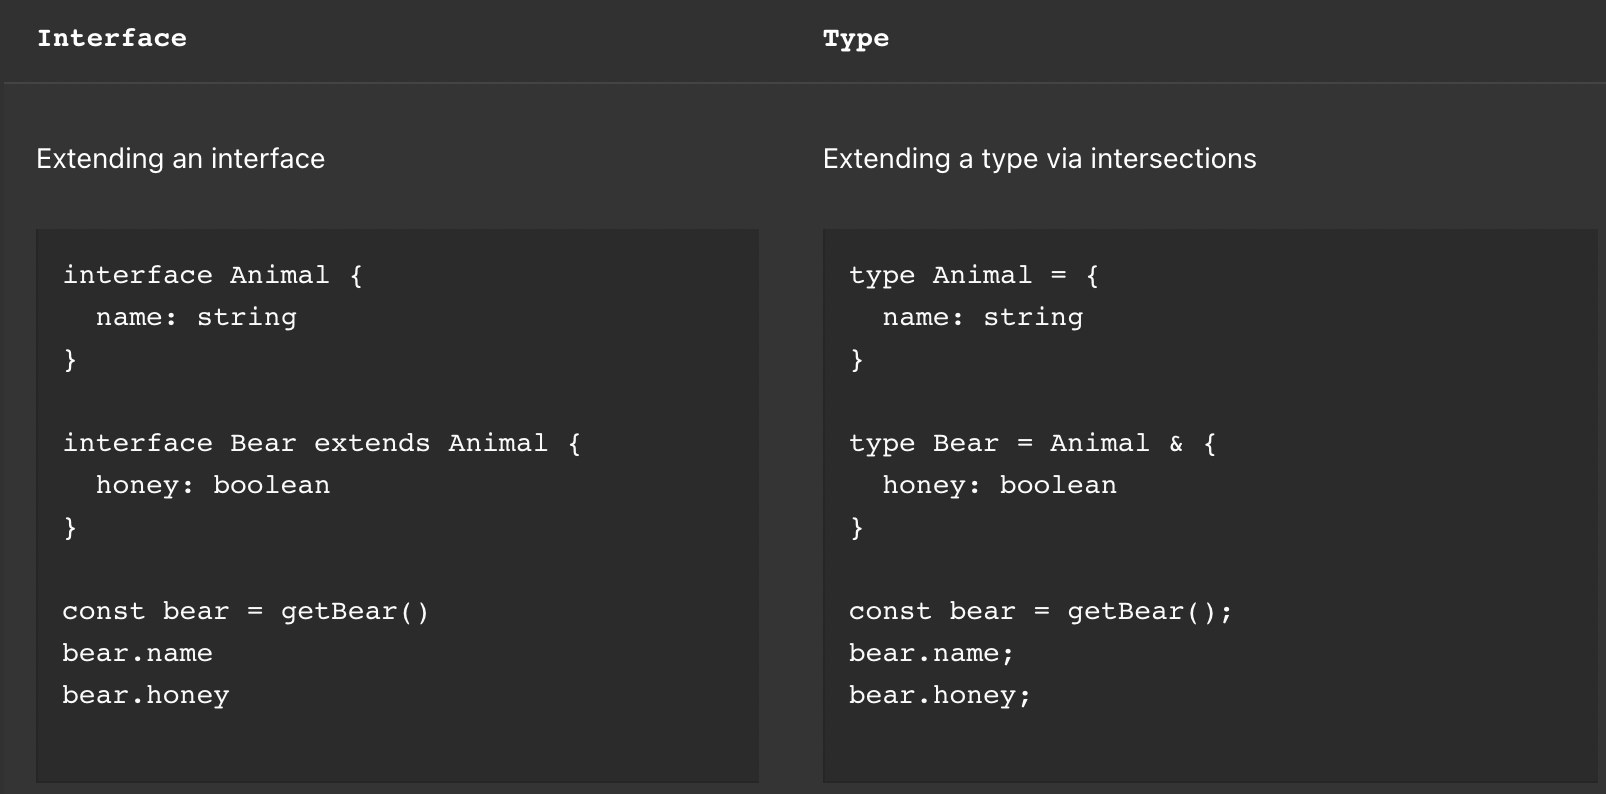 Interface
Type
Extending an interface
interface Animal {
  name: string
}
interface Bear extends Animal {
  honey: boolean
}
const bear = getBear()
bear.name
bear.honey
Extending a type via intersections
type Animal = {
  name: string
}
type Bear = Animal & {
  honey: boolean
}
const bear = getBear();
bear.name;
bear.honey;